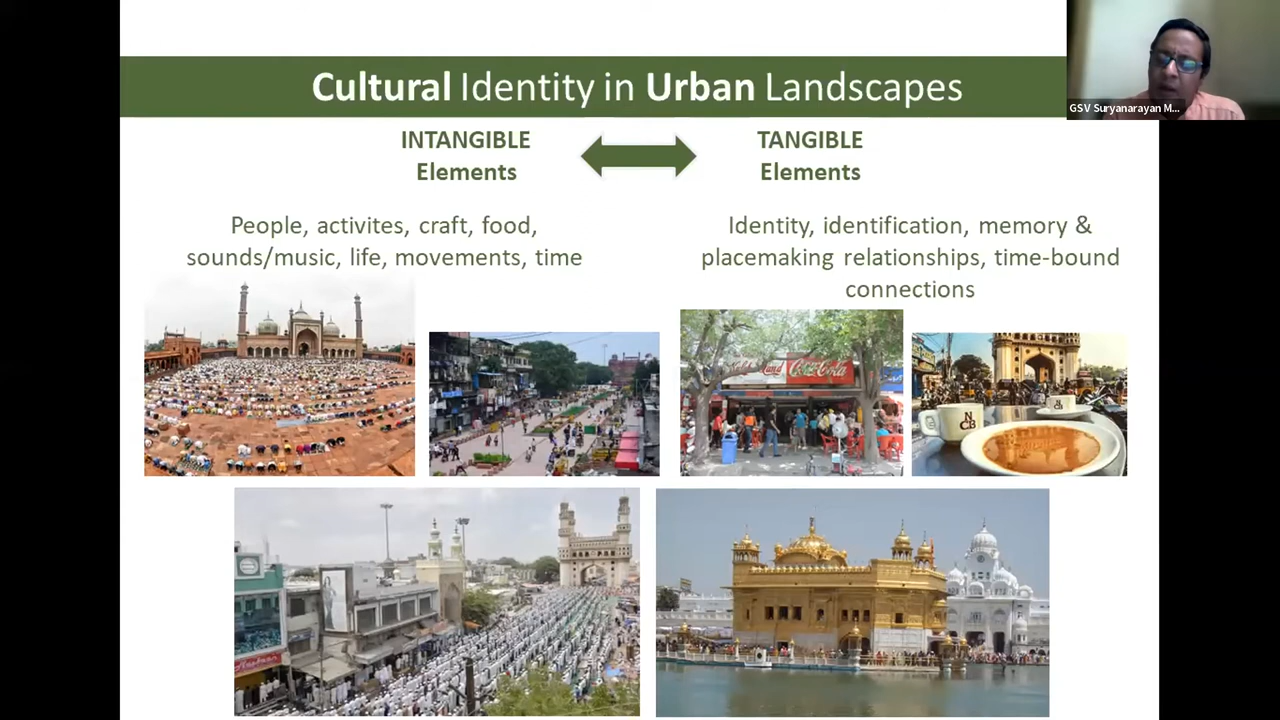 Cultural Identity in Urban Landscapes
GSV Suryanarayan M...
INTANGIBLE
Elements
TANGIBLE
Elements
People, activites, craft, food,
sounds/music, life, movements, time
Identity, identification, memory &
placemaking relationships, time-bound
connections
Coca-Cola
N
CB